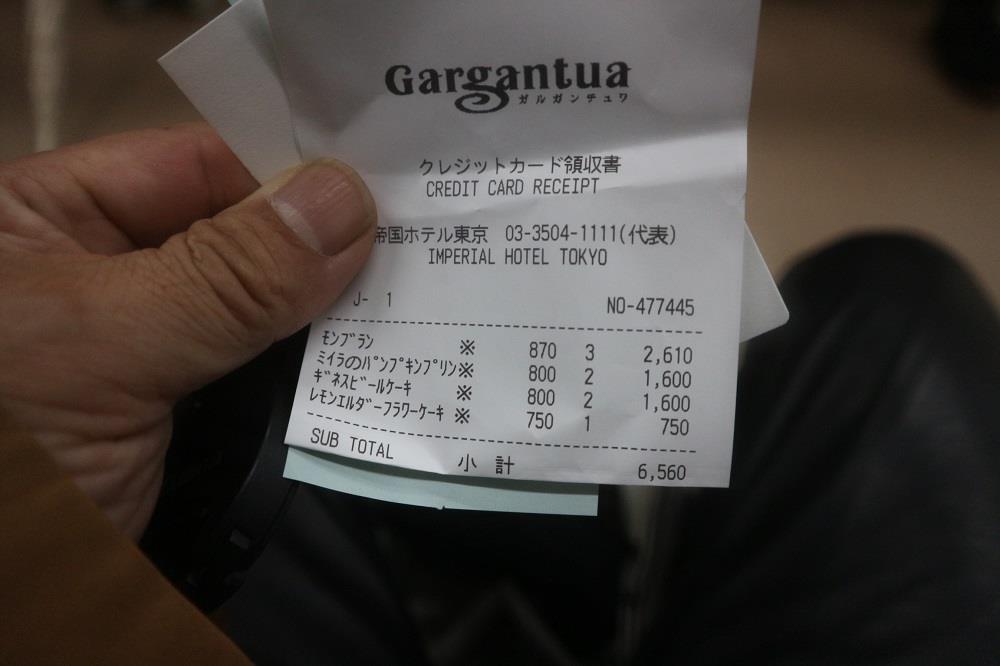 Gargantua
ガルガンチュワ
クレジットカード領収書
CREDIT CARD RECEIPT
帝国ホテル東京 03-3504-1111(代表)
IMPERIAL HOTEL TOKYO
J- 1 NO-477445
ﾓﾝﾌﾞﾗﾝ ※ 870 3 2,610
ﾐｲﾗのﾊﾟﾝﾌﾟｷﾝﾌﾟﾘﾝ※ 800 2 1,600
ｷﾞﾈｽﾋﾞｰﾙｹｰｷ ※ 800 2 1,600
ﾚﾓﾝｴﾙﾀﾞｰﾌﾗﾜｰｹｰｷ ※ 750 1 750
SUB TOTAL 小 計 6,560